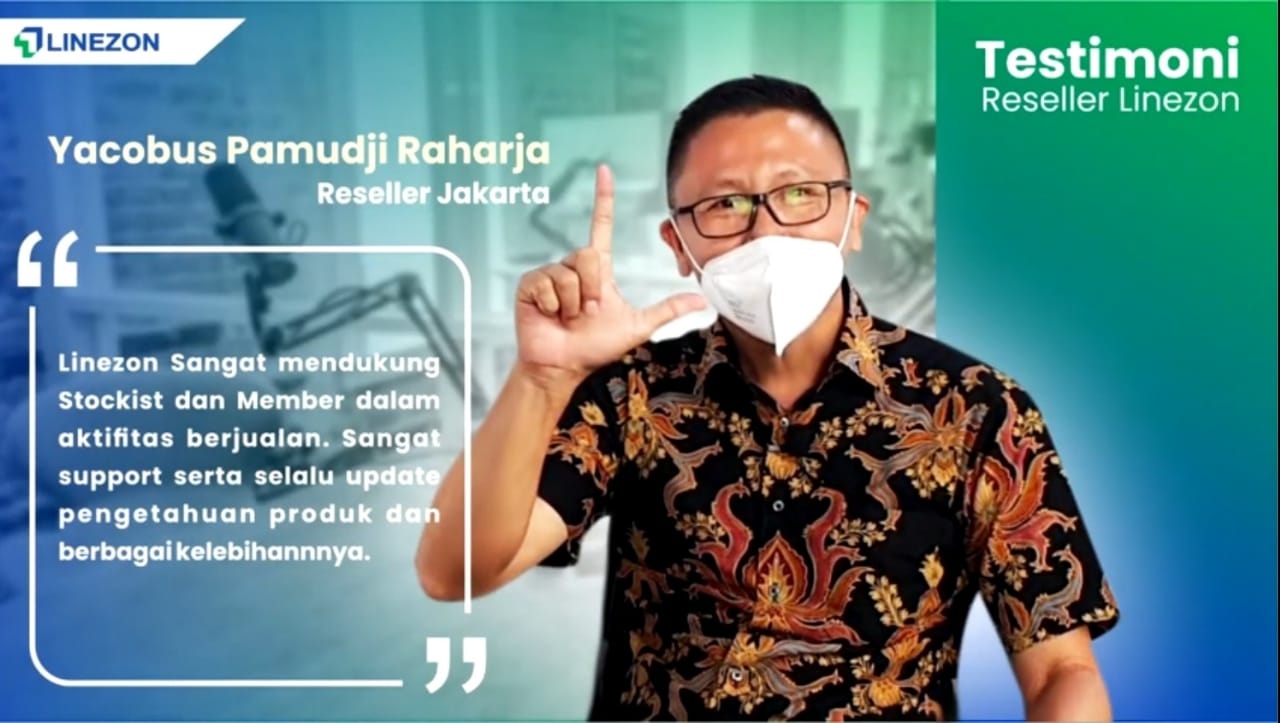 LINEZON
Testimoni
Reseller Linezon
Yacobus Pamudji Raharja
Reseller Jakarta
“
Linezon Sangat mendukung
Stockist dan Member dalam
aktifitas berjualan. Sangat
support serta selalu update
pengetahuan produk dan
berbagai kelebihannnya.
”